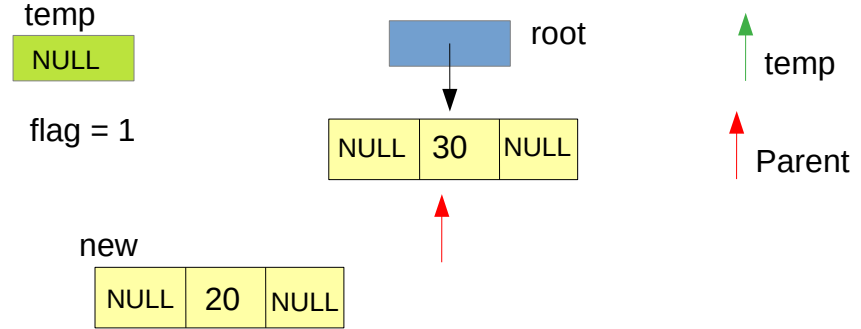 temp
NULL
root
temp
flag = 1
NULL 30 NULL
Parent
new
NULL 20 NULL